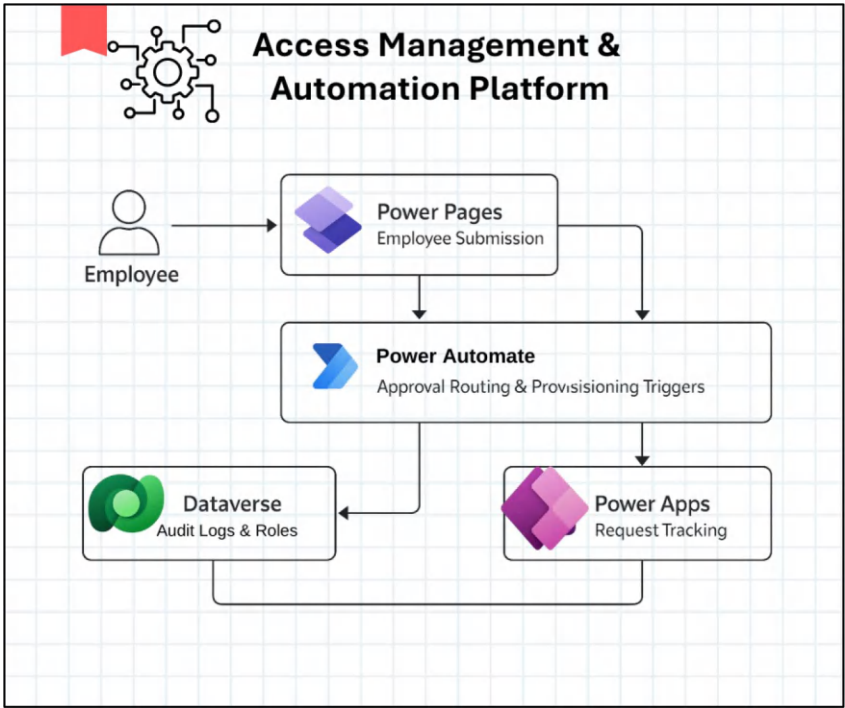 Access Management &
Automation Platform
Power Pages
Employee Submission
Employee
Power Automate
Approval Routing & Provisisioning Triggers
Dataverse
Audit Logs & Roles
Power Apps
Request Tracking